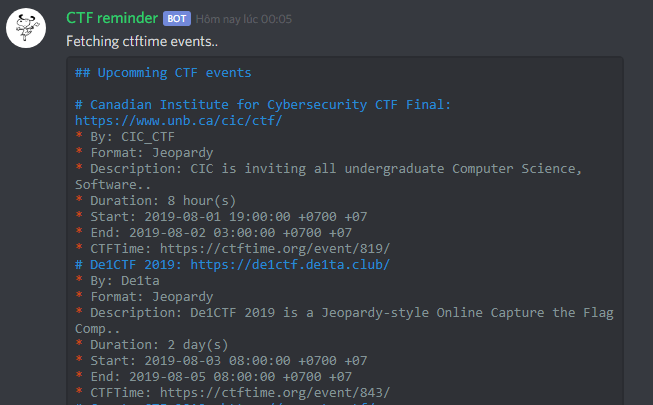 CTF reminder BOT Hôm nay lúc 00:05
Fetching ctftime events..
## Upcomming CTF events
# Canadian Institute for Cybersecurity CTF Final:
https://www.unb.ca/cic/ctf/
* By: CIC_CTF
* Format: Jeopardy
* Description: CIC is inviting all undergraduate Computer Science,
Software..
* Duration: 8 hour(s)
* Start: 2019-08-01 19:00:00 +0700 +07
* End: 2019-08-02 03:00:00 +0700 +07
* CTFTime: https://ctftime.org/event/819/
# De1CTF 2019: https://de1ctf.de1ta.club/
* By: De1ta
* Format: Jeopardy
* Description: De1CTF 2019 is a Jeopardy-style Online Capture the Flag
Comp..
* Duration: 2 day(s)
* Start: 2019-08-03 08:00:00 +0700 +07
* End: 2019-08-05 08:00:00 +0700 +07
* CTFTime: https://ctftime.org/event/843/